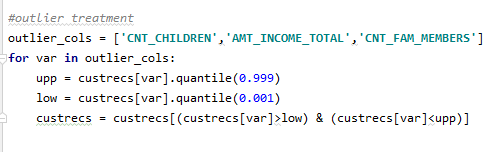 #outlier treatment
outlier_cols = ['CNT_CHILDREN','AMT_INCOME_TOTAL','CNT_FAM_MEMBERS']
for var in outlier_cols:
    upp = custrecs[var].quantile(0.999)
    low = custrecs[var].quantile(0.001)
    custrecs = custrecs[(custrecs[var]>low) & (custrecs[var]<upp)]